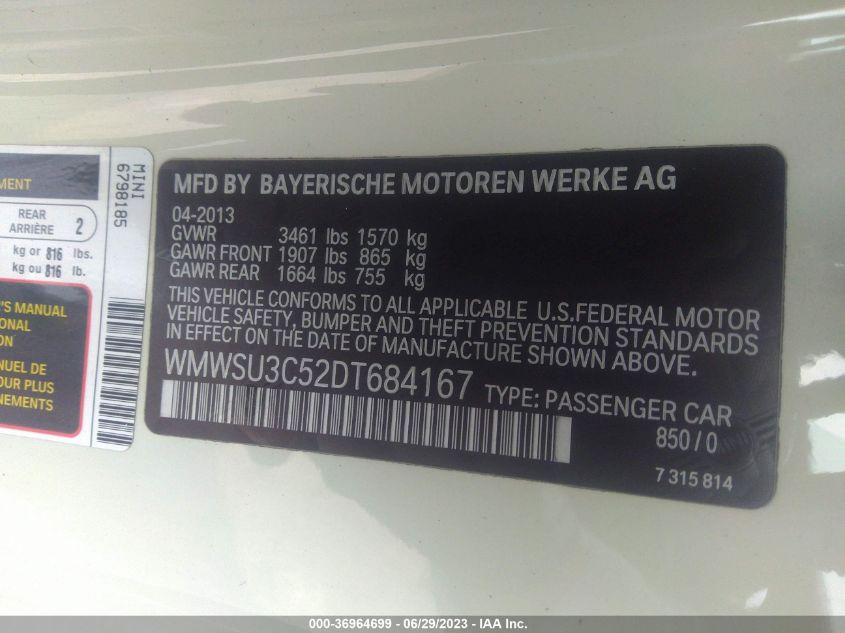 EMENT
REAR
ARRIÈRE 2
kg or 816 lbs.
kg ou 816 lb.
'S MANUAL
ONAL
ON
NUEL DE
OUR PLUS
NEMENTS
MINI
6798185
MFD BY BAYERISCHE MOTOREN WERKE AG
04-2013
GVWR 3461 lbs 1570 kg
GAWR FRONT 1907 lbs 865 kg
GAWR REAR 1664 lbs 755 kg
THIS VEHICLE CONFORMS TO ALL APPLICABLE U.S.FEDERAL MOTOR
VEHICLE SAFETY, BUMPER AND THEFT PREVENTION STANDARDS
IN EFFECT ON THE DATE OF MANUFACTURE SHOWN ABOVE.
WMWSU3C52DT684167 TYPE: PASSENGER CAR
850/0
7 315 814
000-36964699 - 06/29/2023 - IAA Inc.